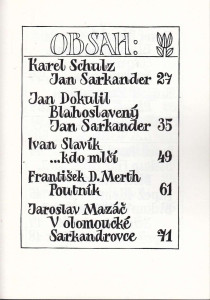 OBSAH:
Karel Schulz
Jan Sarkander 27
Jan Dokulil
Blahoslavený
Jan Sarkander 35
Ivan Slavík
...kdo mlčí 49
František D. Merth
Poutník 61
Jaroslav Mazáč
V olomoucké
Sarkandrovce 71